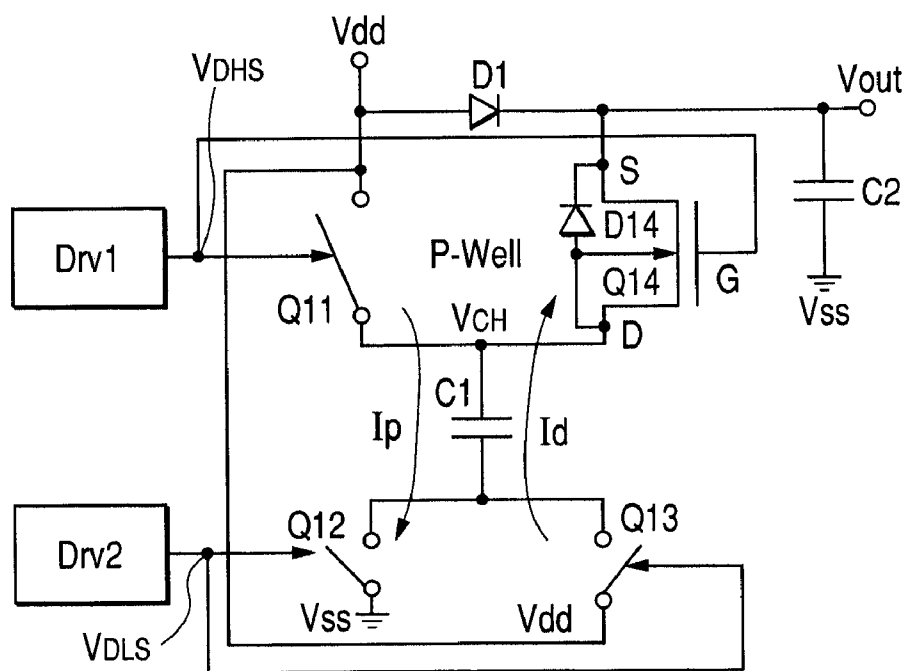 Vdd
VDHS
D1
Vout
S
C2
Drv1
D14
P-Well
Q14
G
Q11
Vss
VCH
D
C1
Ip
Id
Q12
Q13
Drv2
Vss
Vdd
VDLS